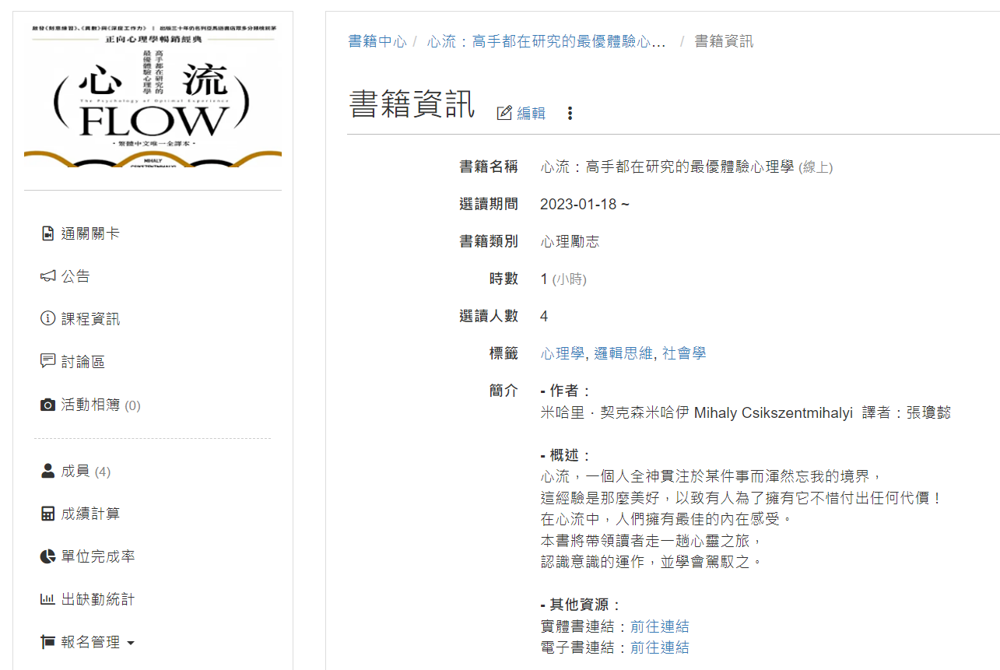 啟發《刻意練習》、《異數》與《深度工作力》 | 出版三十年仍名列亞馬遜書店眾多分類榜前茅
正向心理學暢銷經典
心流
高手都在研究的
最優體驗心理學
The Psychology of Optimal Experience
FLOW
・繁體中文唯一全譯本・
MIHALY
CSIKSZENTMIHALYI
通關關卡
公告
課程資訊
討論區
活動相簿 (0)
成員 (4)
成績計算
單位完成率
出缺勤統計
報名管理
書籍中心 / 心流：高手都在研究的最優體驗心... / 書籍資訊
書籍資訊 編輯
書籍名稱 心流：高手都在研究的最優體驗心理學 (線上)
選讀期間 2023-01-18 ~
書籍類別 心理勵志
時數 1 (小時)
選讀人數 4
標籤 心理學, 邏輯思維, 社會學
簡介 - 作者：
米哈里．契克森米哈伊 Mihaly Csikszentmihalyi 譯者：張瓊懿
- 概述：
心流，一個人全神貫注於某件事而渾然忘我的境界，
這經驗是那麼美好，以致有人為了擁有它不惜付出任何代價！
在心流中，人們擁有最佳的內在感受。
本書將帶領讀者走一趟心靈之旅，
認識意識的運作，並學會駕馭之。
- 其他資源：
實體書連結：前往連結
電子書連結：前往連結